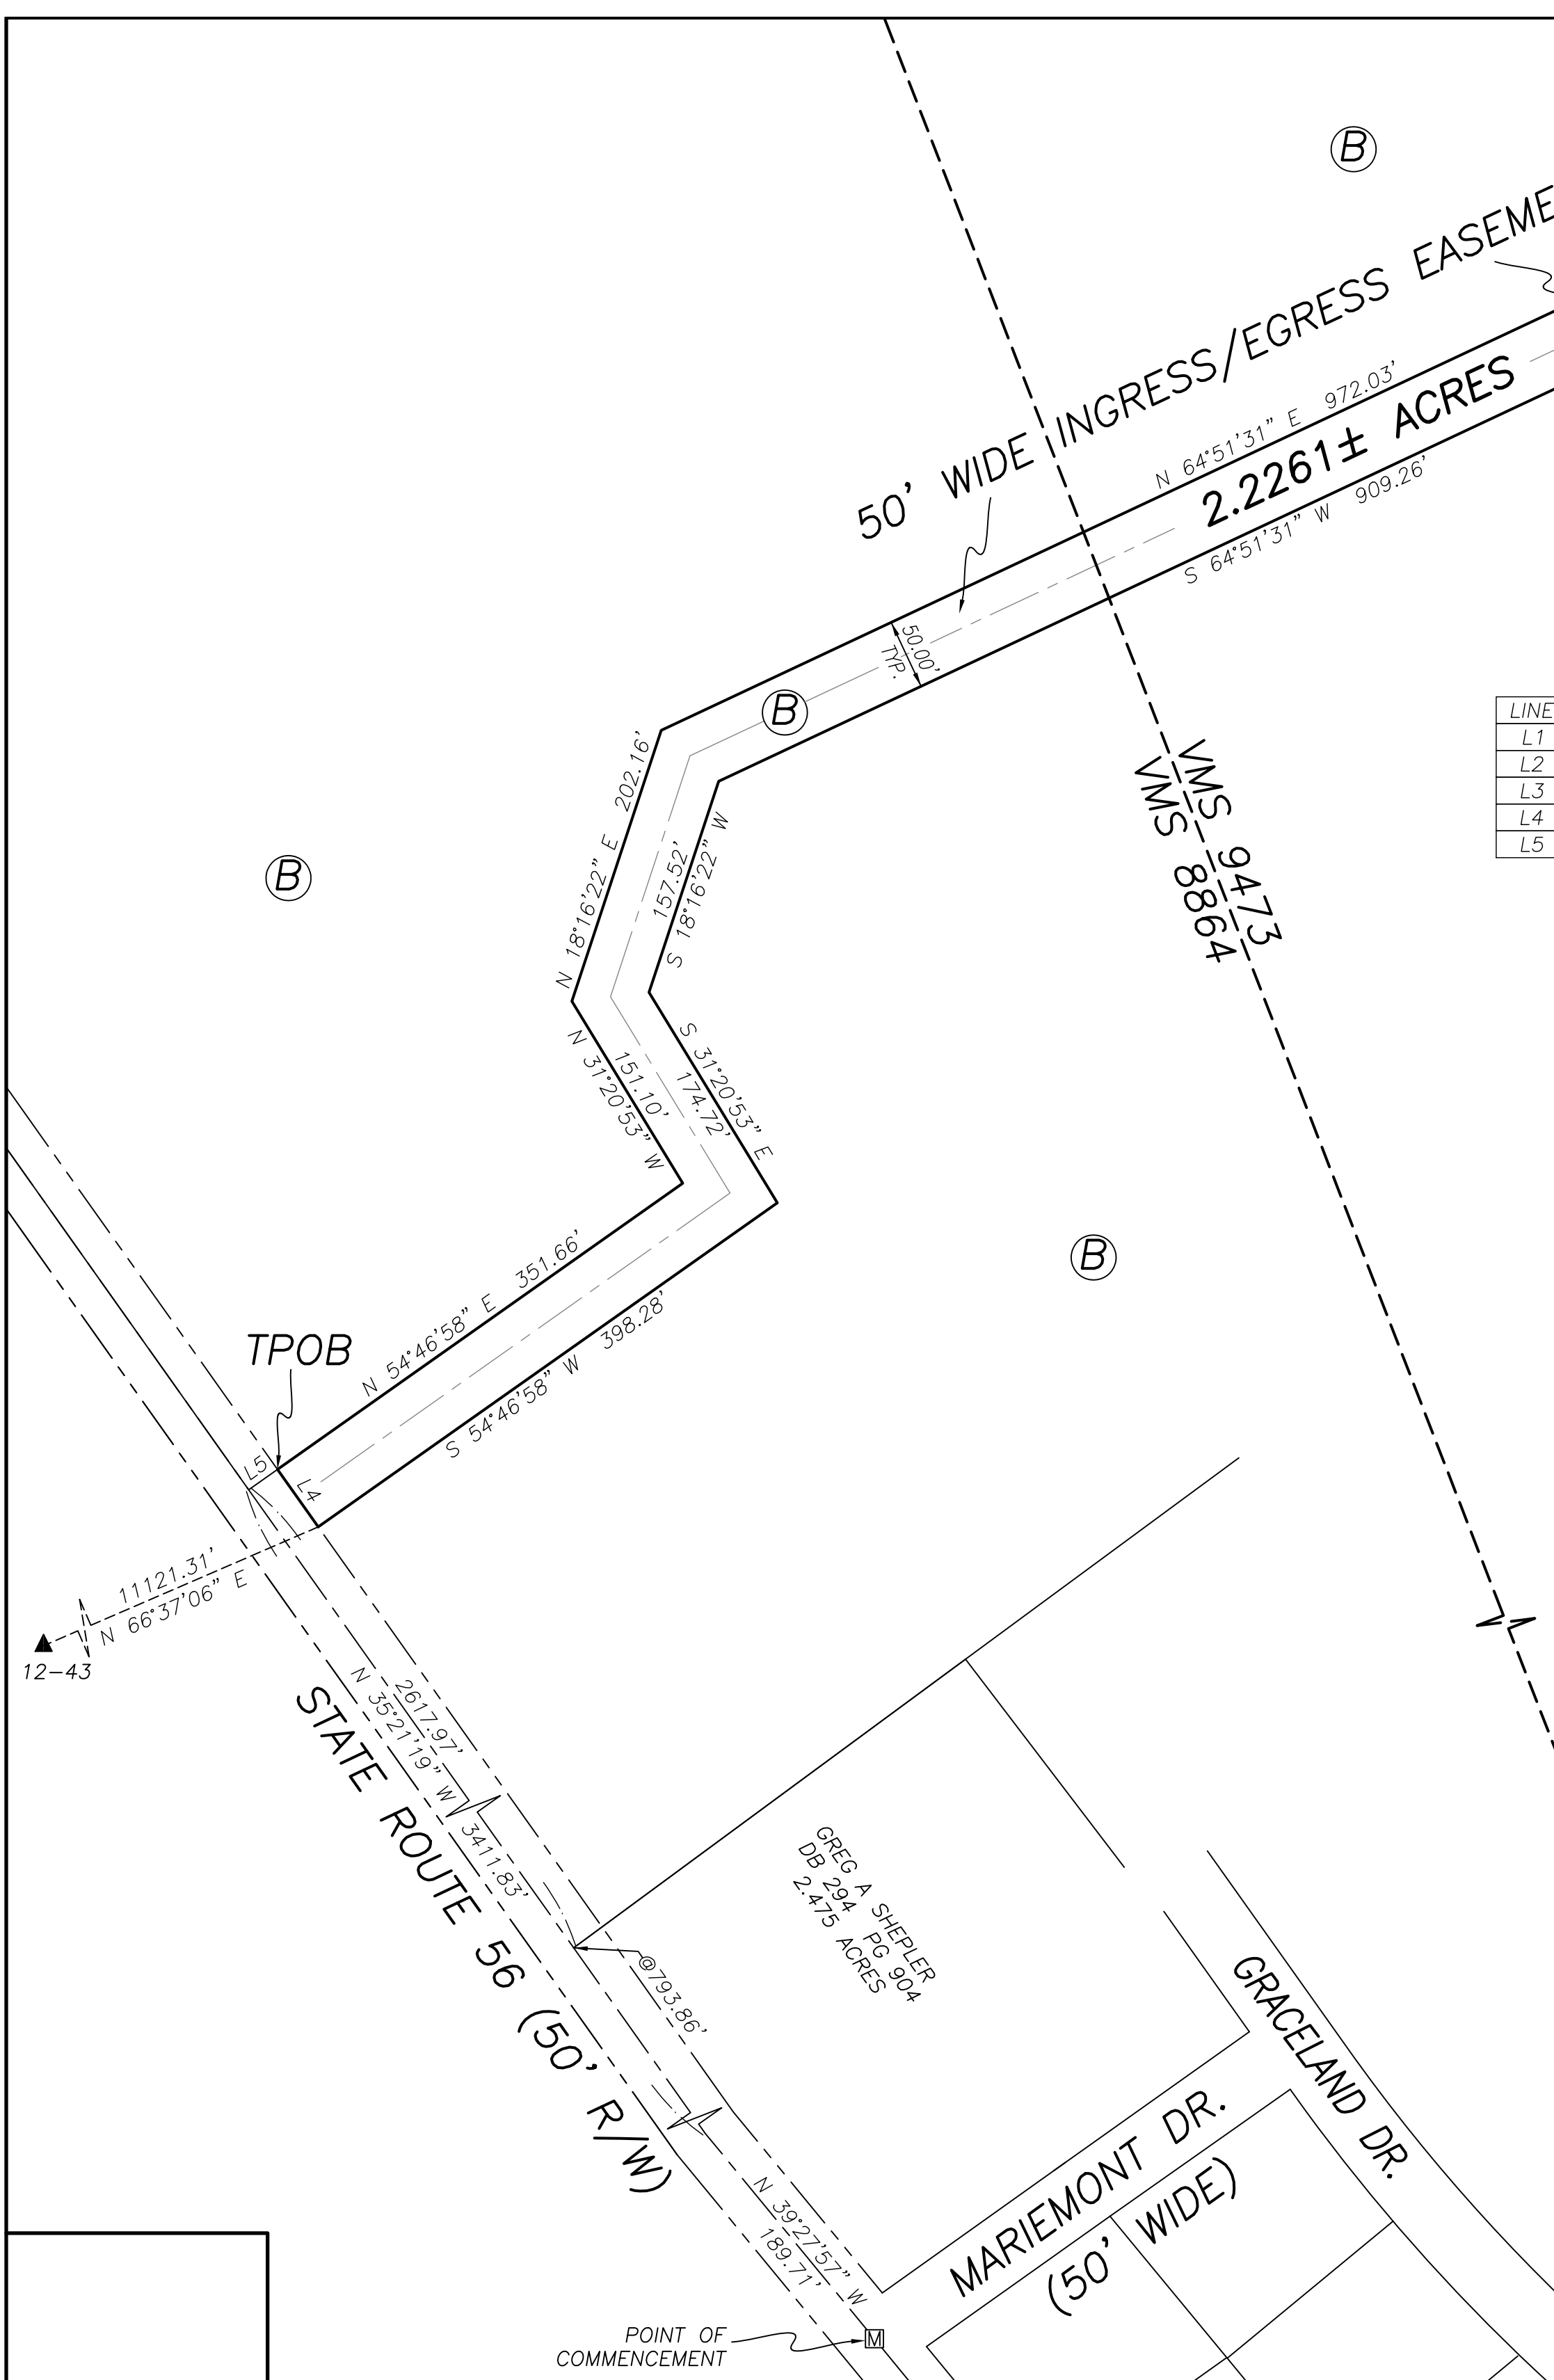 B
50' WIDE INGRESS/EGRESS EASEME
N 64°51'31" E 972.03'
2.2261± ACRES
S 64°51'31" W 909.26'
50.00'
TYP.
B
LINE
L1
L2
L3
L4
L5
N 18°16'22" E 202.16'
157.52'
S 18°16'22" W
VMS 9473
VMS 8864
B
N 31°20'53" W
151.10'
S 31°20'53" E
174.72'
B
N 54°46'58" E 351.66'
S 54°46'58" W 398.28'
TPOB
L5
L4
11121.31'
N 66°37'06" E
12-43
2617.97'
N 35°21'19" W
3411.83'
STATE ROUTE 56 (50' R/W)
GREG A SHEPLER
DB 294 PG 904
2.475 ACRES
@793.86'
GRACELAND DR.
MARIEMONT DR.
(50' WIDE)
N 39°27'57" W
189.71'
POINT OF
COMMENCEMENT
M